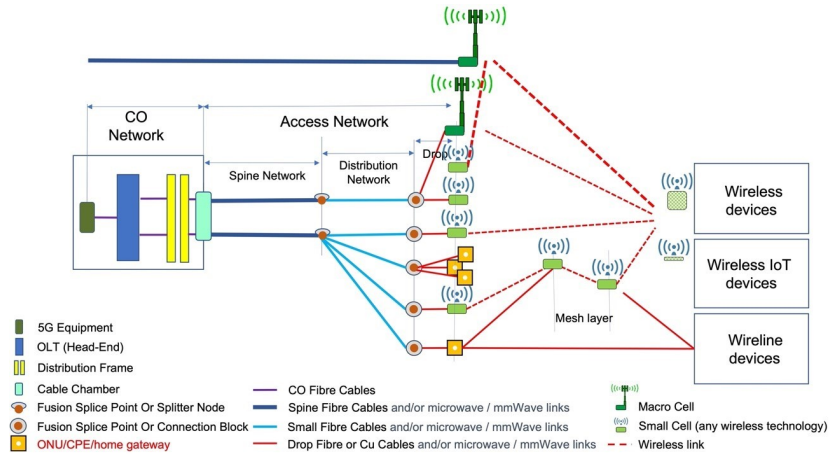 CO
Network
Access Network
Drop
Spine Network
Distribution
Network
Wireless
devices
Wireless IoT
devices
Mesh layer
Wireline
devices
5G Equipment
OLT (Head-End)
Distribution Frame
Cable Chamber
Fusion Splice Point Or Splitter Node
Fusion Splice Point Or Connection Block
ONU/CPE/home gateway
CO Fibre Cables
Spine Fibre Cables and/or microwave / mmWave links
Small Fibre Cables and/or microwave / mmWave links
Drop Fibre or Cu Cables and/or microwave / mmWave links
Macro Cell
Small Cell (any wireless technology)
Wireless link